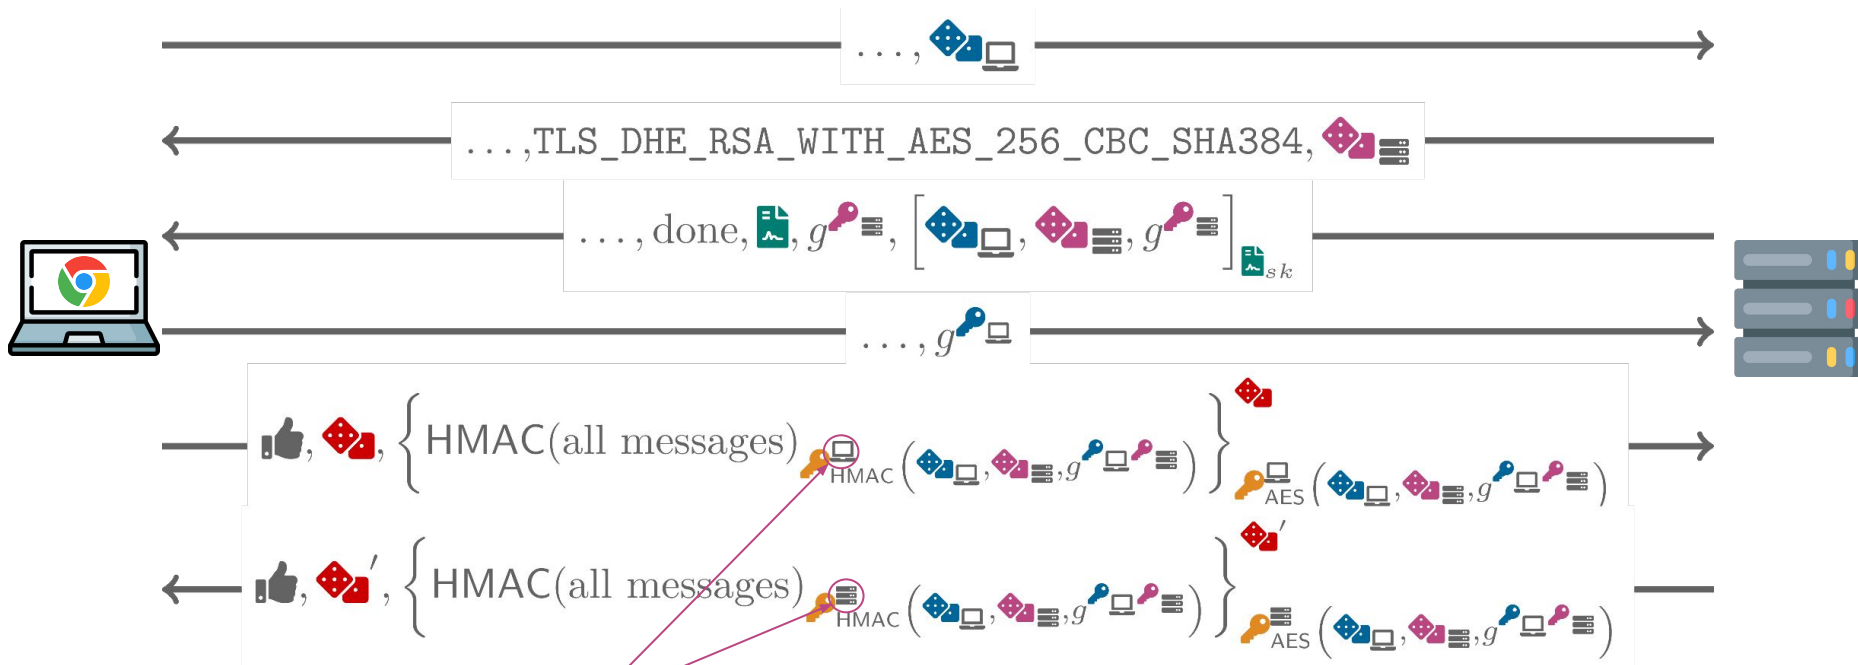 ...,
...,TLS_DHE_RSA_WITH_AES_256_CBC_SHA384,
..., done, , g , [ , , g ] sk
..., g
, , { HMAC(all messages) HMAC ( , , g ) } AES ( , , g )
, ′, { HMAC(all messages) HMAC ( , , g ) } ′ AES ( , , g )